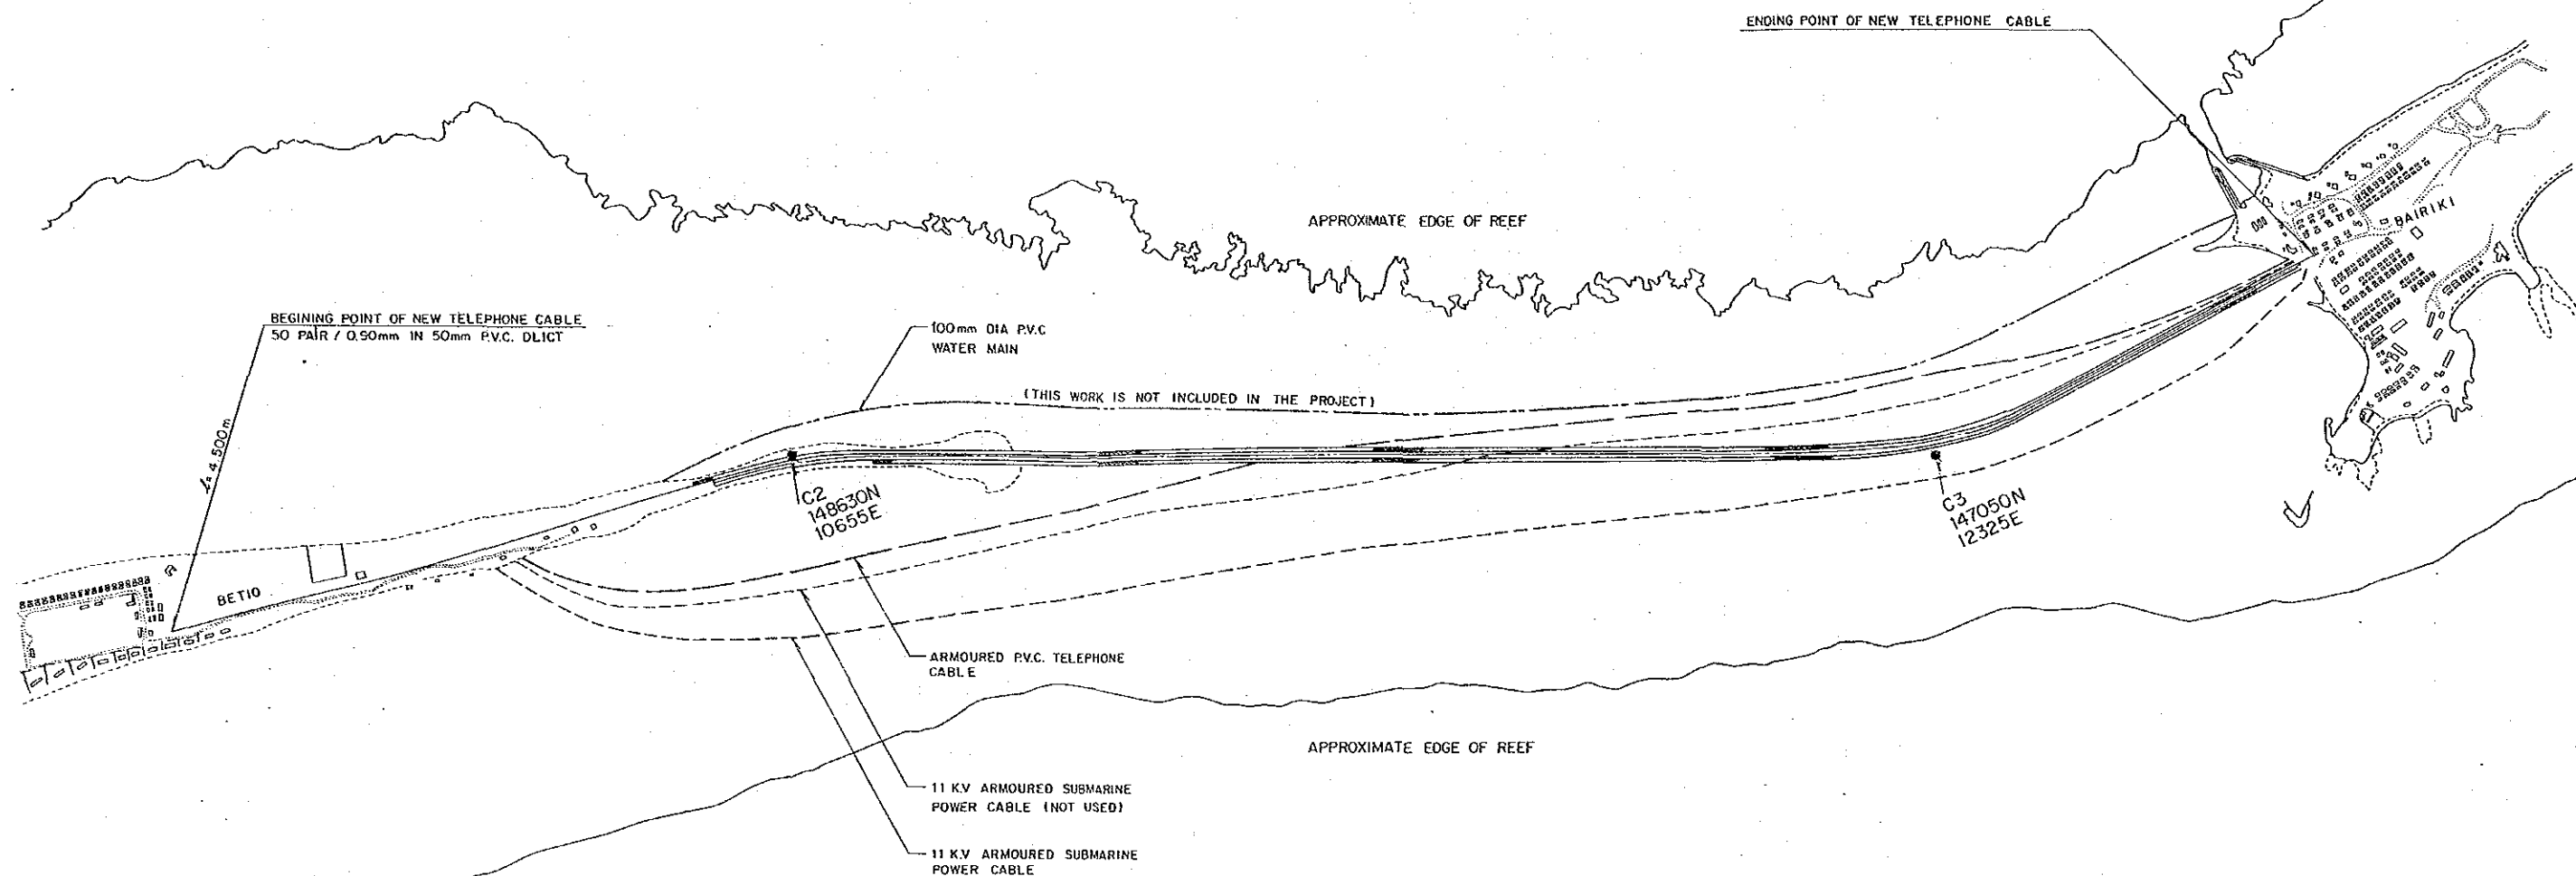 ENDING POINT OF NEW TELEPHONE CABLE
BAIRIKI
APPROXIMATE EDGE OF REEF
BEGINING POINT OF NEW TELEPHONE CABLE
50 PAIR / 0.90mm IN 50mm P.V.C. DLICT
100mm DIA P.V.C
WATER MAIN
(THIS WORK IS NOT INCLUDED IN THE PROJECT)
L= 4.500m
C2
148630N
10655E
C3
147050N
12325E
BETIO
ARMOURED P.V.C. TELEPHONE
CABLE
APPROXIMATE EDGE OF REEF
11 K.V ARMOURED SUBMARINE
POWER CABLE (NOT USED)
11 K.V ARMOURED SUBMARINE
POWER CABLE